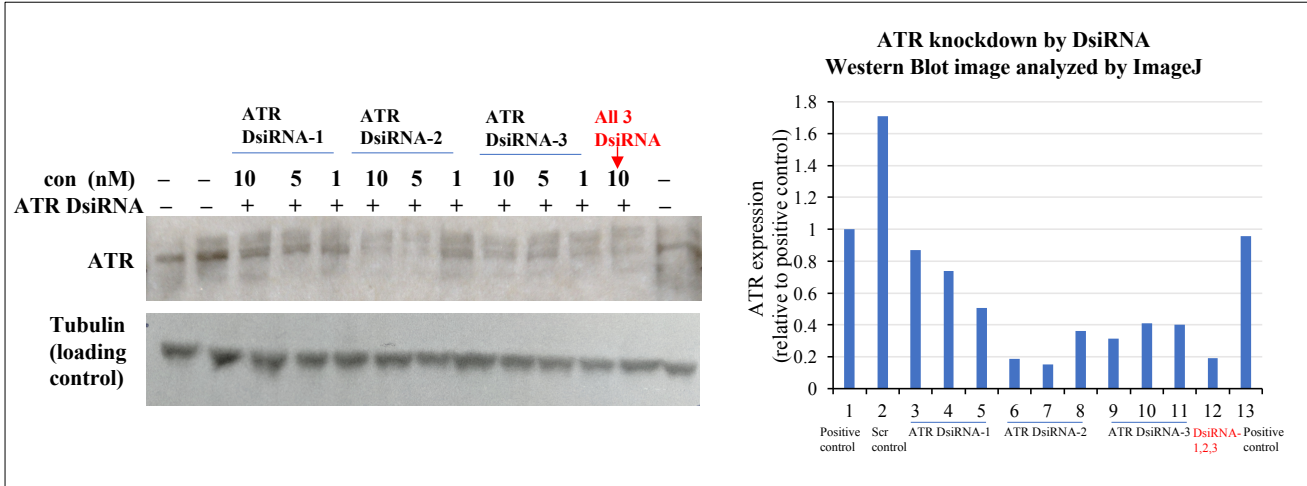 ATR
DsiRNA-1
ATR
DsiRNA-2
ATR
DsiRNA-3
All 3
DsiRNA
con (nM) – – 10 5 1 10 5 1 10 5 1 10 –
ATR DsiRNA – – + + + + + + + + + + –
ATR
Tubulin
(loading
control)
ATR knockdown by DsiRNA
Western Blot image analyzed by ImageJ
ATR expression
(relative to positive control)
1.8
1.6
1.4
1.2
1
0.8
0.6
0.4
0.2
0
1 2 3 4 5 6 7 8 9 10 11 12 13
Positive
control
Scr
control
ATR DsiRNA-1
ATR DsiRNA-2
ATR DsiRNA-3
DsiRNA-
1,2,3
Positive
control